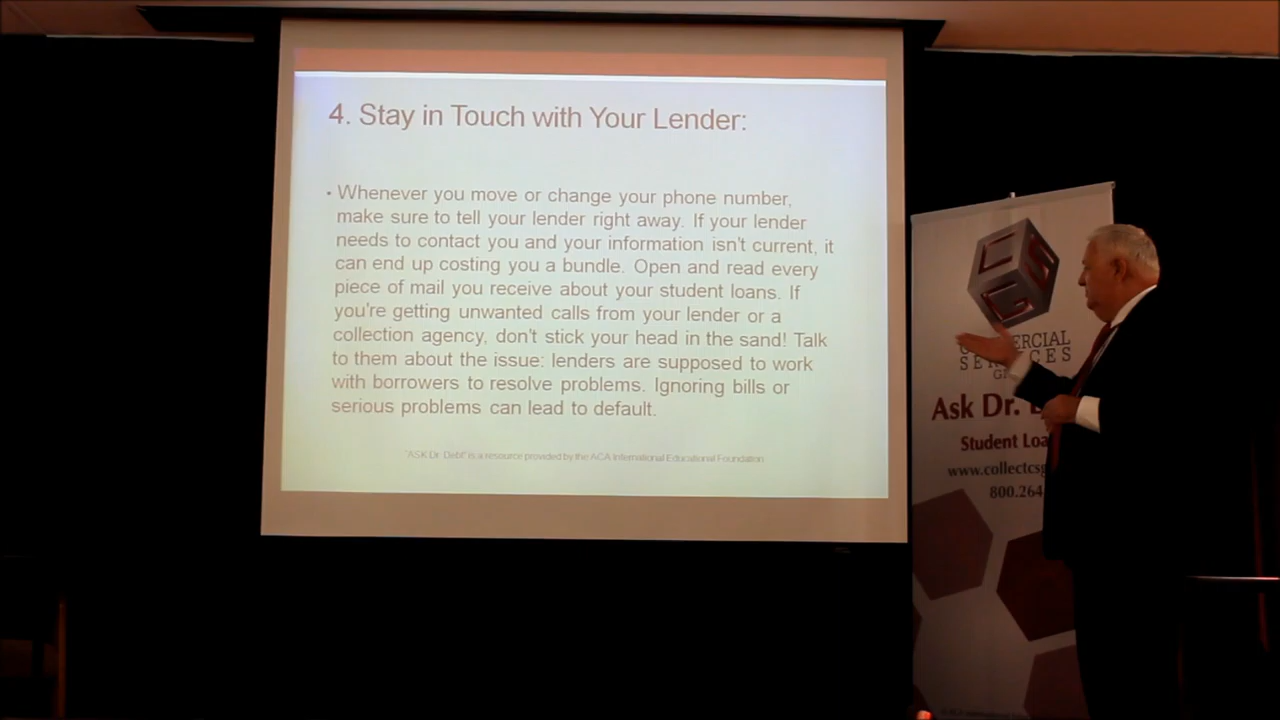 4. Stay in Touch with Your Lender:
• Whenever you move or change your phone number,
make sure to tell your lender right away. If your lender
needs to contact you and your information isn't current, it
can end up costing you a bundle. Open and read every
piece of mail you receive about your student loans. If
you're getting unwanted calls from your lender or a
collection agency, don't stick your head in the sand! Talk
to them about the issue: lenders are supposed to work
with borrowers to resolve problems. Ignoring bills or
serious problems can lead to default.
"ASK Dr. Debt" is a resource provided by the ACA International Educational Foundation
CSG
Ask Dr.
Student Loa
www.collectcsg
800.264